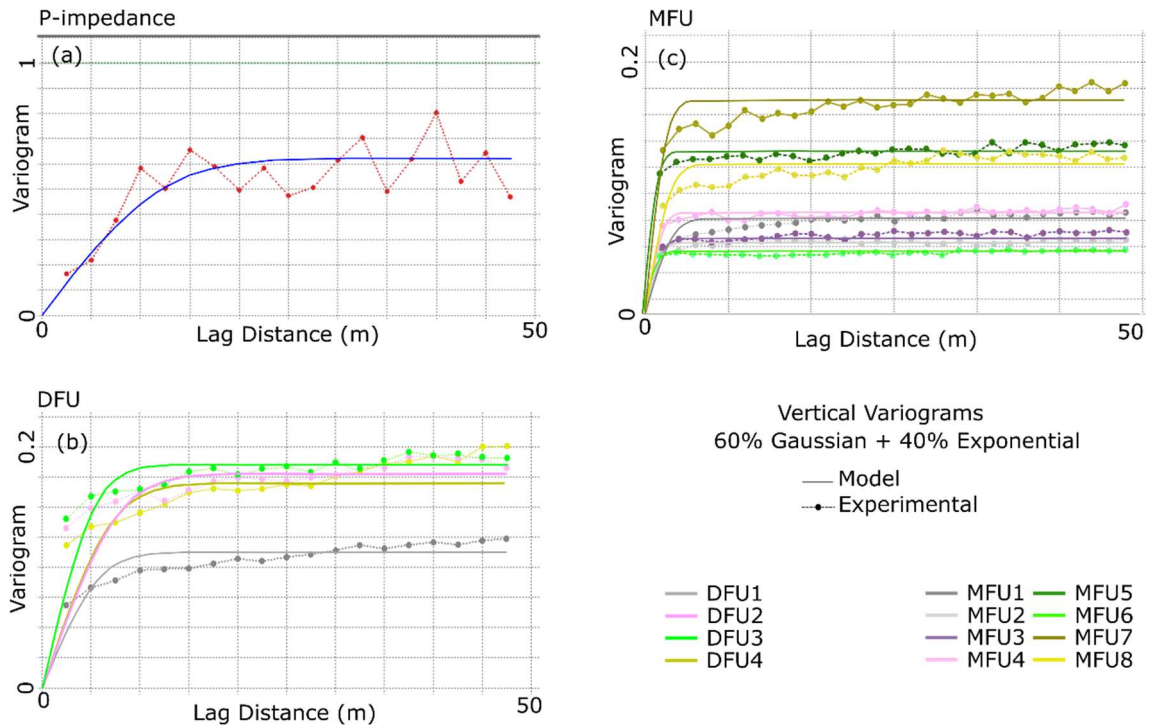 P-impedance
(a)
1
Variogram
0
0
Lag Distance (m)
50
MFU
(c)
0.2
Variogram
0
0
Lag Distance (m)
50
DFU
(b)
0.2
Variogram
0
0
Lag Distance (m)
50
Vertical Variograms
60% Gaussian + 40% Exponential
Model
Experimental
DFU1
DFU2
DFU3
DFU4
MFU1
MFU2
MFU3
MFU4
MFU5
MFU6
MFU7
MFU8